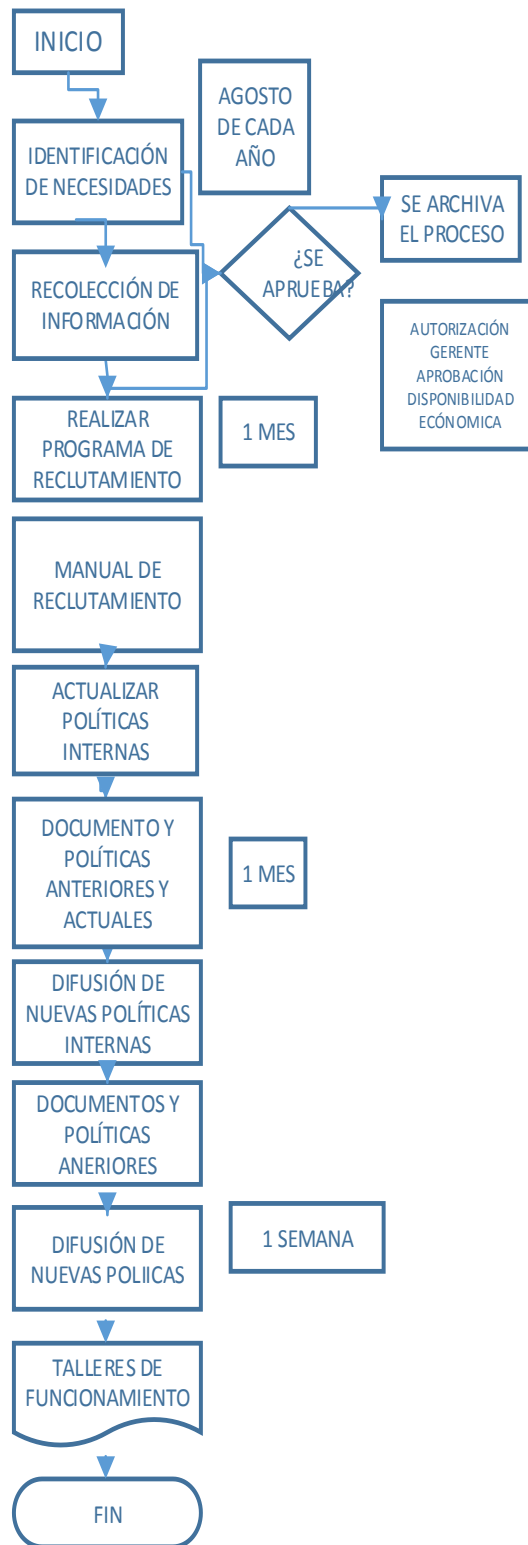 INICIO
AGOSTO
DE CADA
AÑO
IDENTIFICACIÓN
DE NECESIDADES
SE ARCHIVA
EL PROCESO
¿SE
APRUEBA?
RECOLECCIÓN DE
INFORMACIÓN
AUTORIZACIÓN
GERENTE
APROBACIÓN
DISPONIBILIDAD
ECÓNOMICA
REALIZAR
PROGRAMA DE
RECLUTAMIENTO
1 MES
MANUAL DE
RECLUTAMIENTO
ACTUALIZAR
POLÍTICAS
INTERNAS
DOCUMENTO Y
POLÍTICAS
ANTERIORES Y
ACTUALES
1 MES
DIFUSIÓN DE
NUEVAS POLÍTICAS
INTERNAS
DOCUMENTOS Y
POLÍTICAS
ANERIORES
DIFUSIÓN DE
NUEVAS POLIICAS
1 SEMANA
TALLERES DE
FUNCIONAMIENTO
FIN